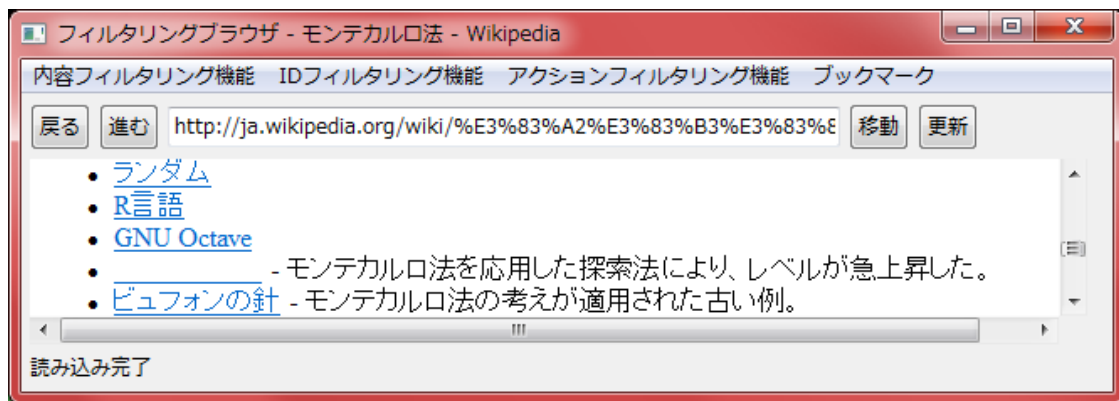 フィルタリングブラウザ - モンテカルロ法 - Wikipedia
内容フィルタリング機能 IDフィルタリング機能 アクションフィルタリング機能 ブックマーク
戻る 進む http://ja.wikipedia.org/wiki/%E3%83%A2%E3%83%B3%E3%83%8 移動 更新
ランダム
R言語
GNU Octave
- モンテカルロ法を応用した探索法により、レベルが急上昇した。
ビュフォンの針 - モンテカルロ法の考えが適用された古い例。
読み込み完了